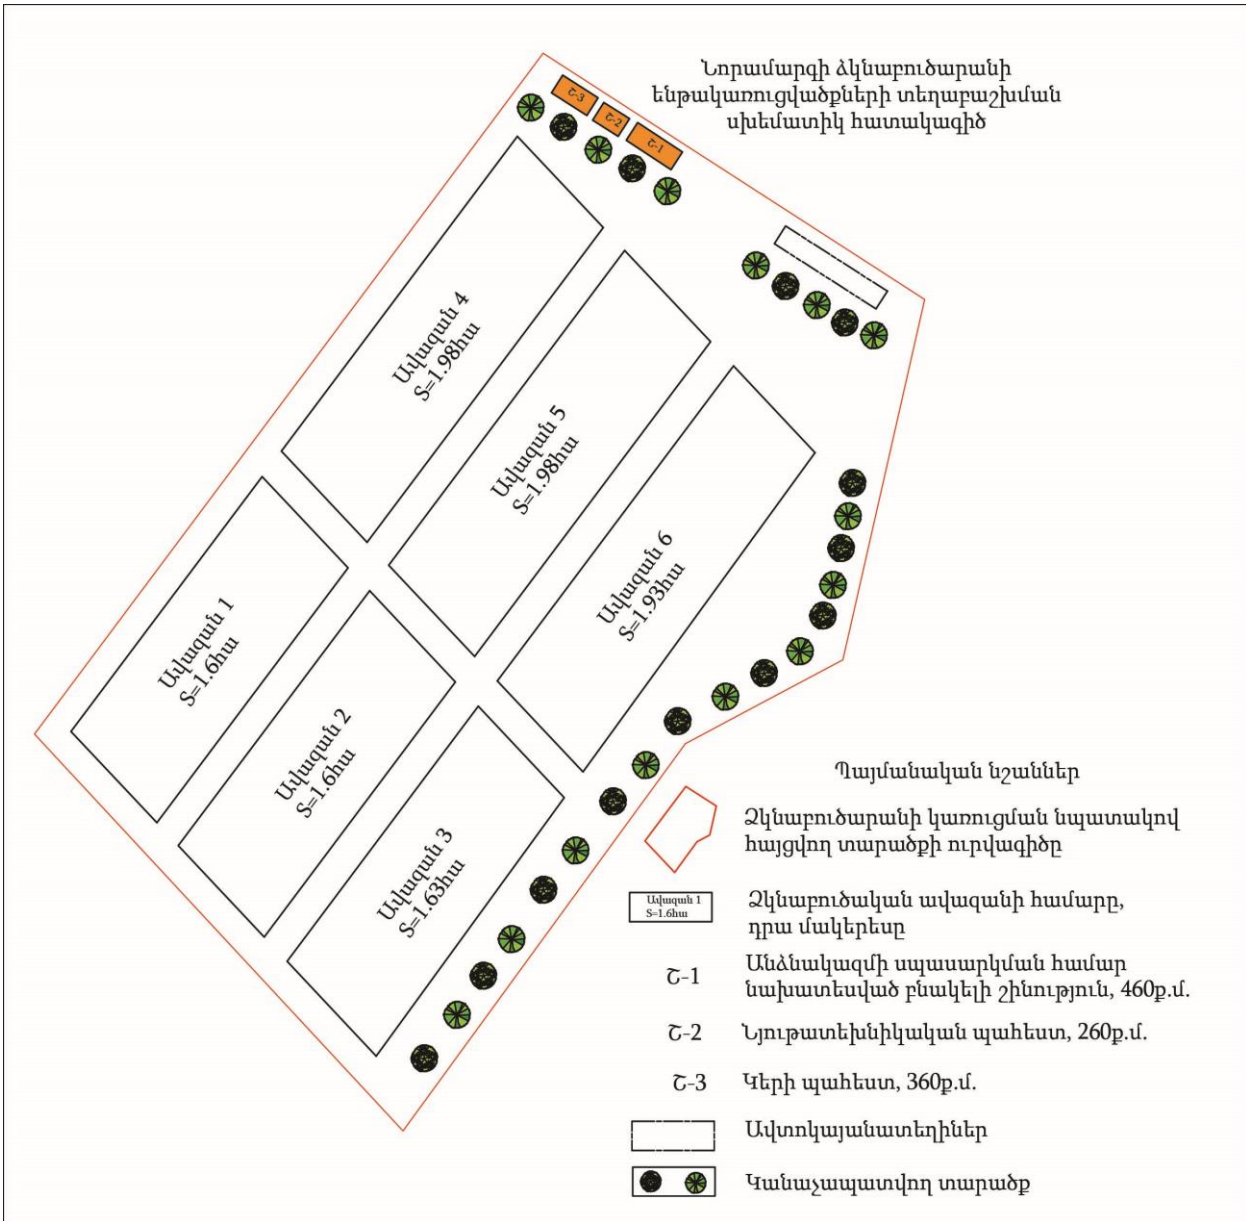 Նորամարգի ձկնաբուծարանի
ենթակառուցվածքների տեղաբաշխման
սխեմատիկ հատակագիծ
Շ-3
Շ-2
Շ-1
Ավազան 4
S=1.98հա
Ավազան 5
S=1.98հա
Ավազան 6
S=1.93հա
Ավազան 1
S=1.6հա
Ավազան 2
S=1.6հա
Ավազան 3
S=1.63հա
Պայմանական նշաններ
Ձկնաբուծարանի կառուցման նպատակով
հայցվող տարածքի ուրվագիծը
Ավազան 1
S=1.6հա
Ձկնաբուծական ավազանի համարը,
դրա մակերեսը
Շ-1 Անձնակազմի սպասարկման համար
նախատեսված բնակելի շինություն, 460ք.մ.
Շ-2 Նյութատեխնիկական պահեստ, 260ք.մ.
Շ-3 Կերի պահեստ, 360ք.մ.
Ավտոկայանատեղիներ
Կանաչապատվող տարածք